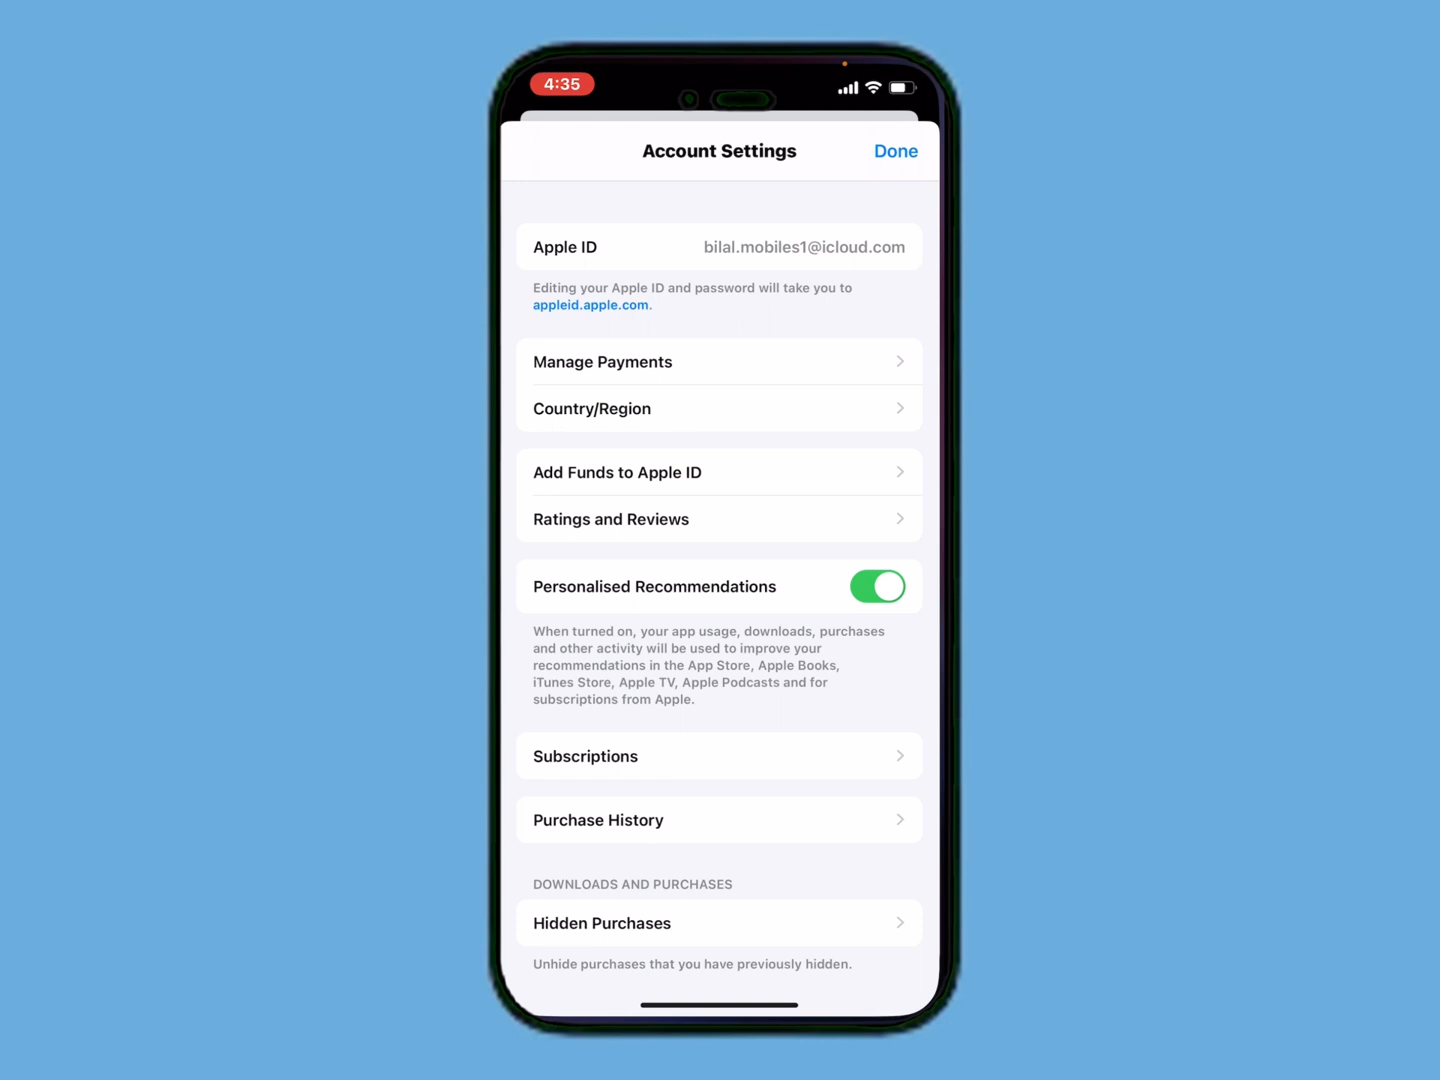 4:35
Account Settings
Done
Apple ID
bilal.mobiles1@icloud.com
Editing your Apple ID and password will take you to
appleid.apple.com.
Manage Payments
Country/Region
Add Funds to Apple ID
Ratings and Reviews
Personalised Recommendations
When turned on, your app usage, downloads, purchases
and other activity will be used to improve your
recommendations in the App Store, Apple Books,
iTunes Store, Apple TV, Apple Podcasts and for
subscriptions from Apple.
Subscriptions
Purchase History
DOWNLOADS AND PURCHASES
Hidden Purchases
Unhide purchases that you have previously hidden.